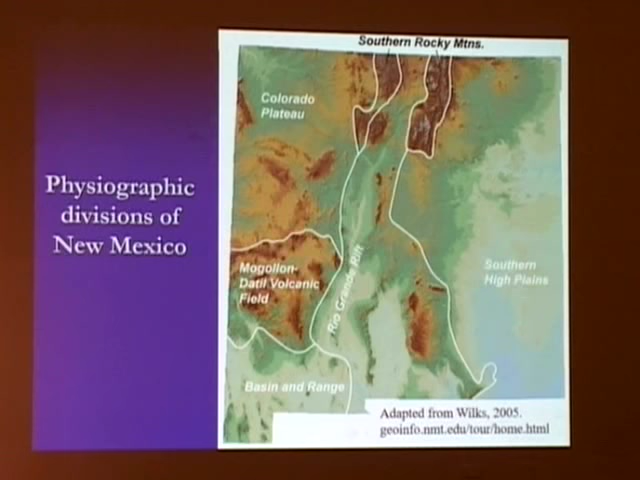 Southern Rocky Mtns.
Colorado
Plateau
Physiographic
divisions of
New Mexico
Mogollon-
Datil Volcanic
Field
Rio Grande Rift
Southern
High Plains
Basin and Range
Adapted from Wilks, 2005.
geoinfo.nmt.edu/tour/home.html